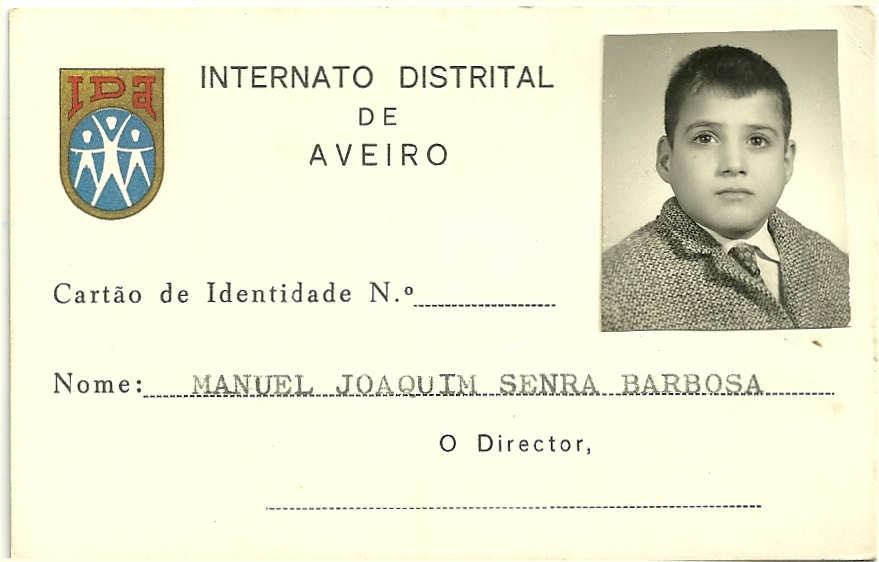 IDA
INTERNATO DISTRITAL
DE
AVEIRO
Cartão de Identidade N.º
Nome: MANUEL JOAQUIM SENRA BARBOSA
O Director,